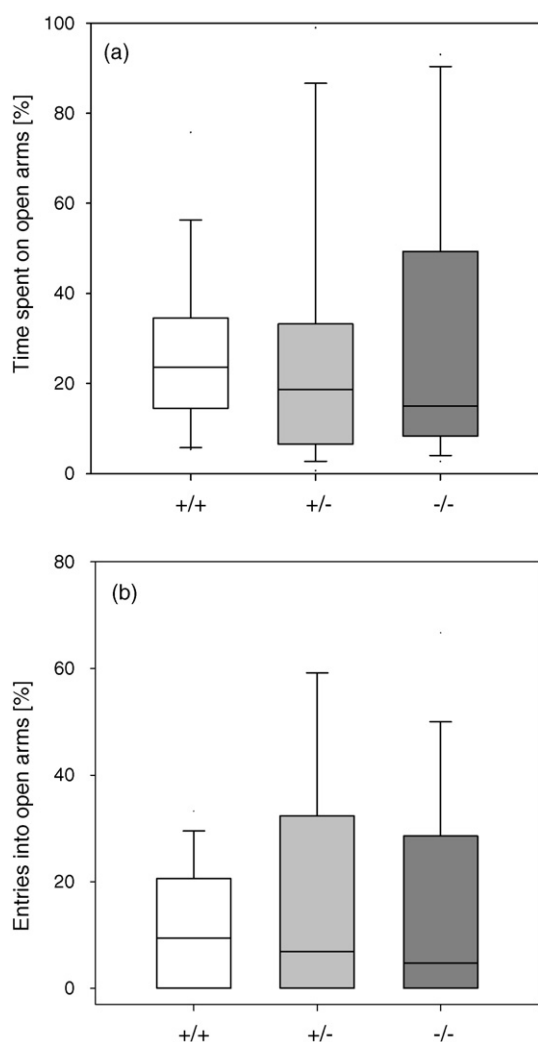 (a)
Time spent on open arms [%]
100
80
60
40
20
0
+/+ +/- -/-
(b)
Entries into open arms [%]
80
60
40
20
0
+/+ +/- -/-